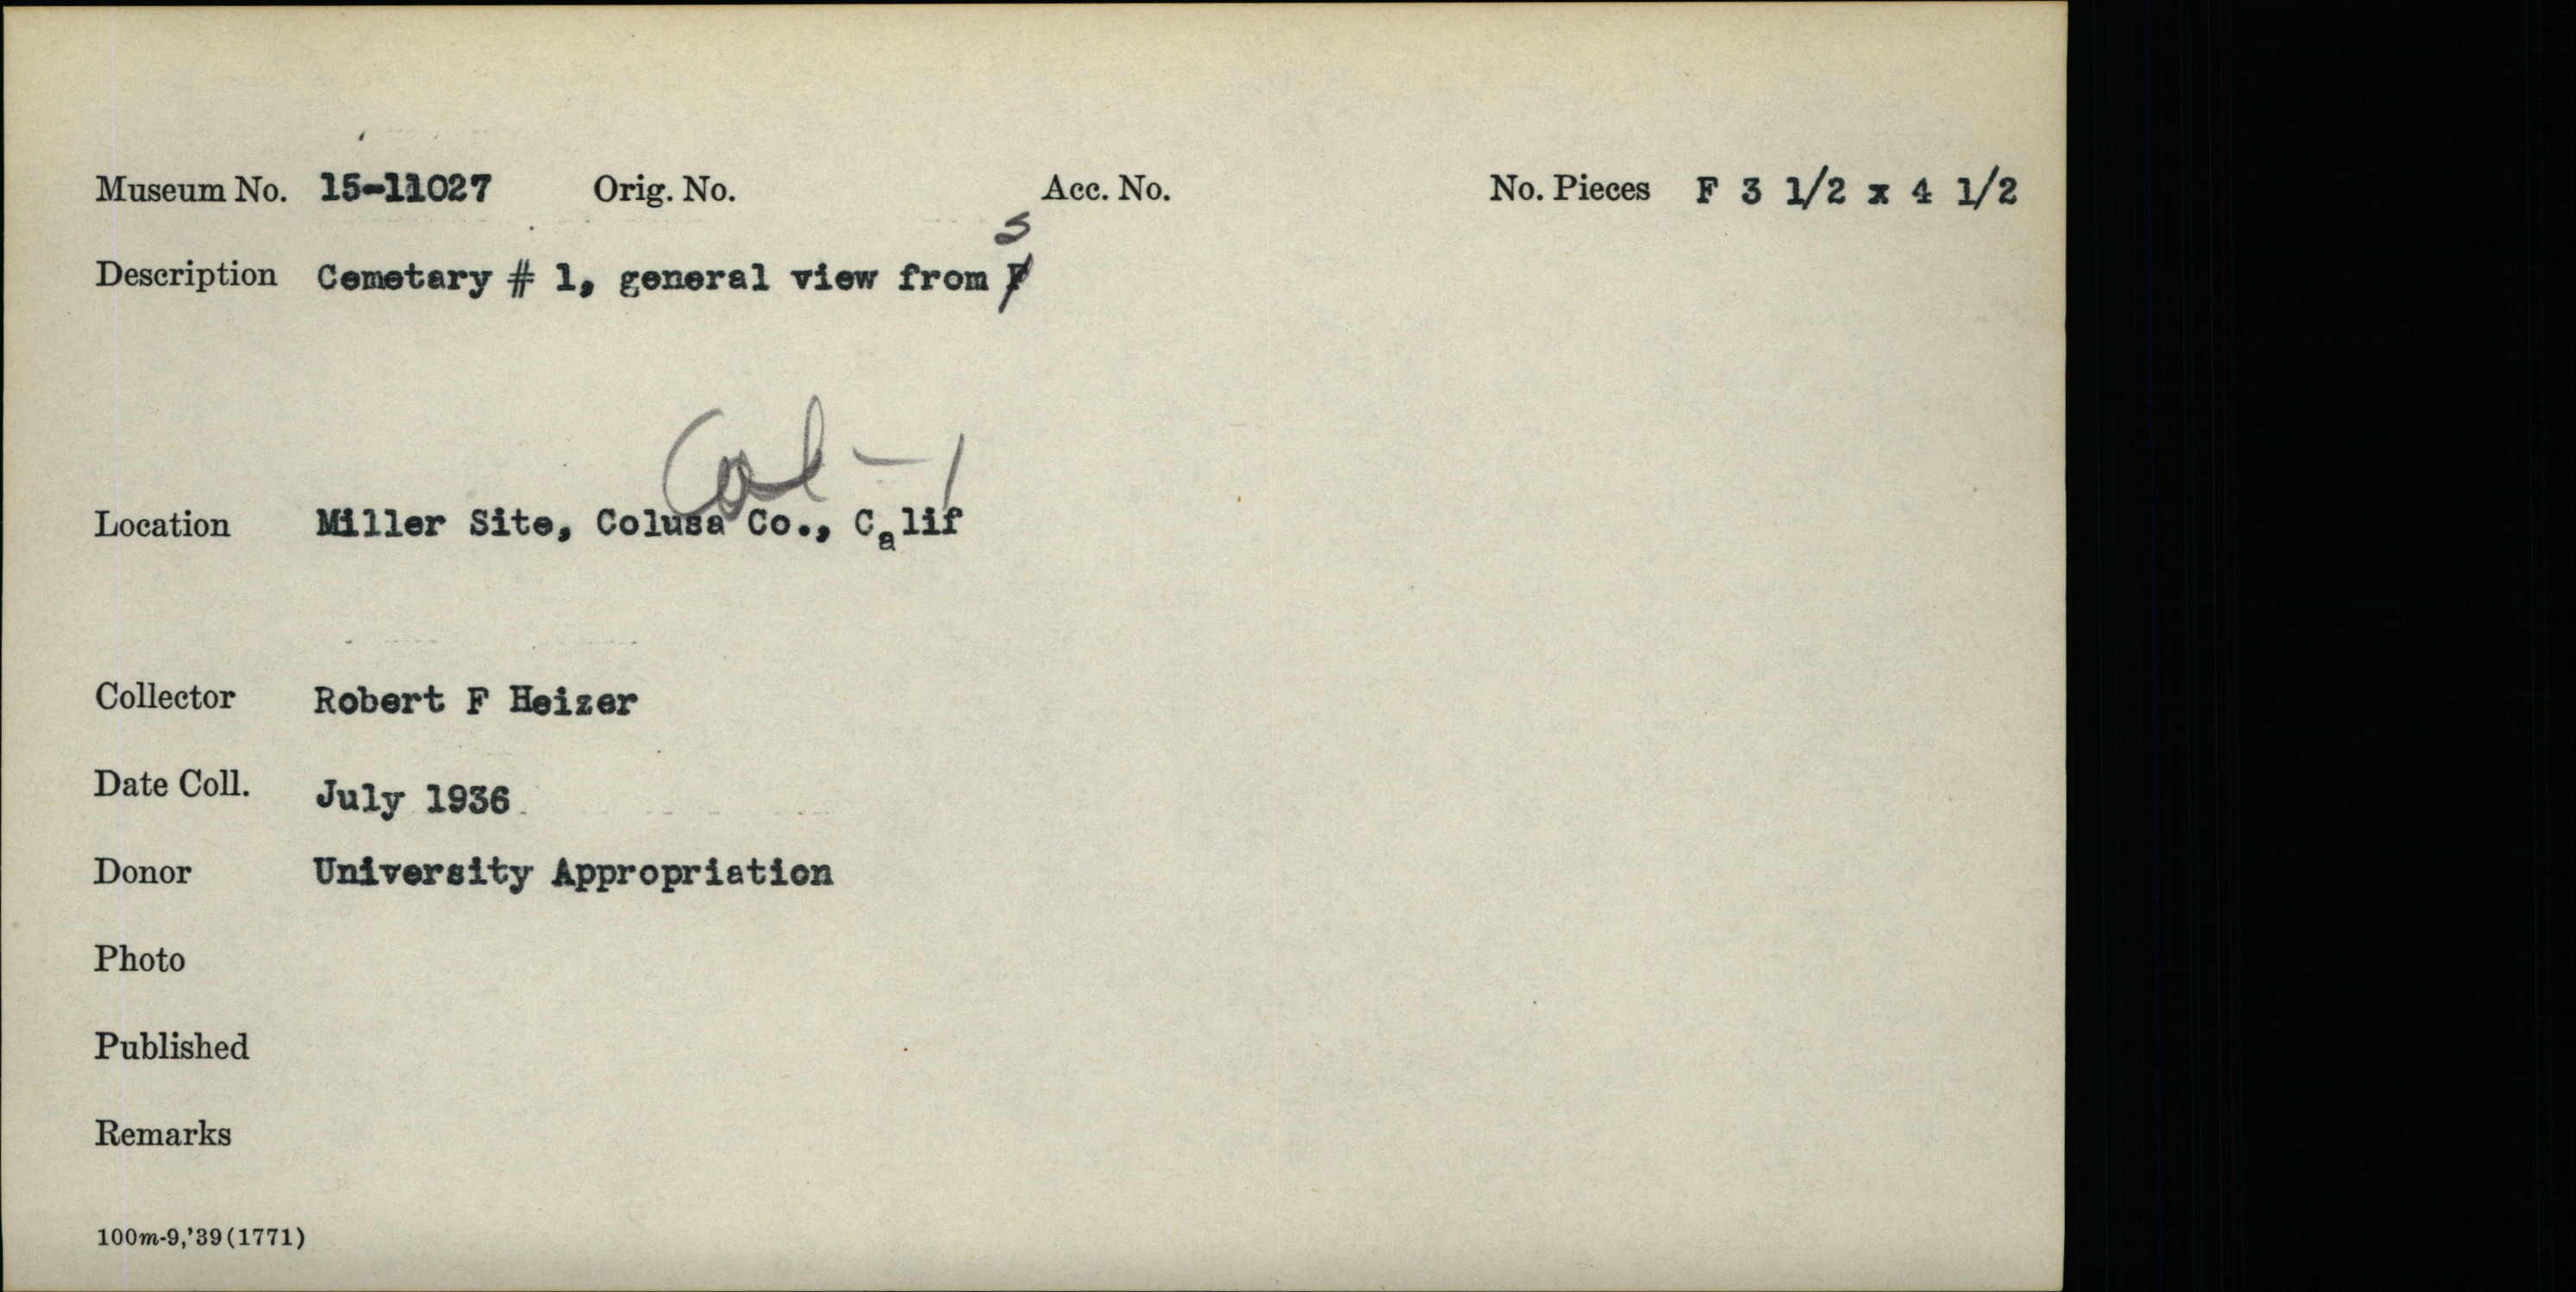 Museum No. 15-11027 Orig. No. Acc. No. No. Pieces F 3 1/2 x 4 1/2
S
Description Cemetary # 1, general view from F
Col-1
Location Miller Site, Colusa Co., Calif
Collector Robert F Heizer
Date Coll. July 1936
Donor University Appropriation
Photo
Published
Remarks
100m-9,'39(1771)